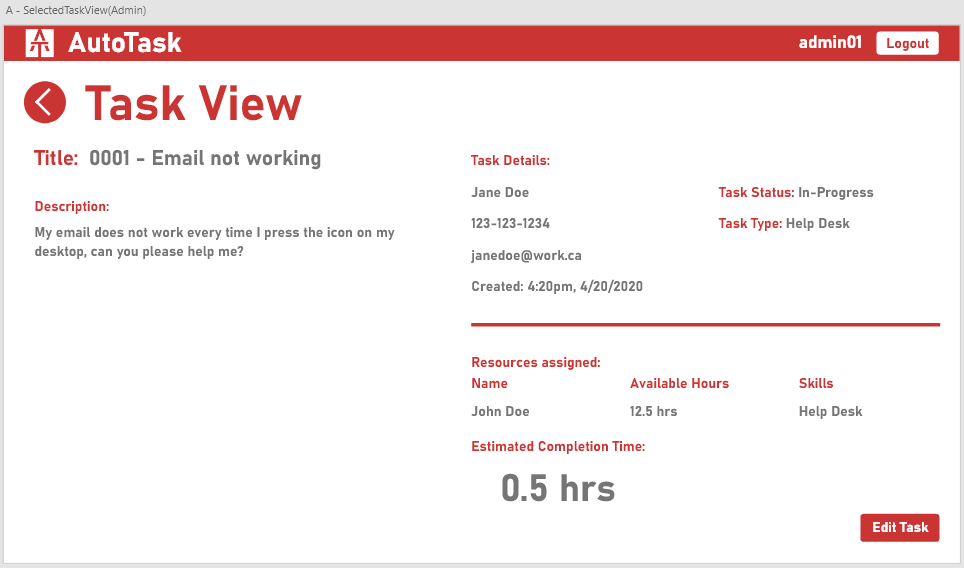 A - SelectedTaskView(Admin)
AutoTask
admin01
Logout
Task View
Title: 0001 - Email not working
Description:
My email does not work every time I press the icon on my
desktop, can you please help me?
Task Details:
Jane Doe
Task Status: In-Progress
123-123-1234
Task Type: Help Desk
janedoe@work.ca
Created: 4:20pm, 4/20/2020
Resources assigned:
Name Available Hours Skills
John Doe 12.5 hrs Help Desk
Estimated Completion Time:
0.5 hrs
Edit Task